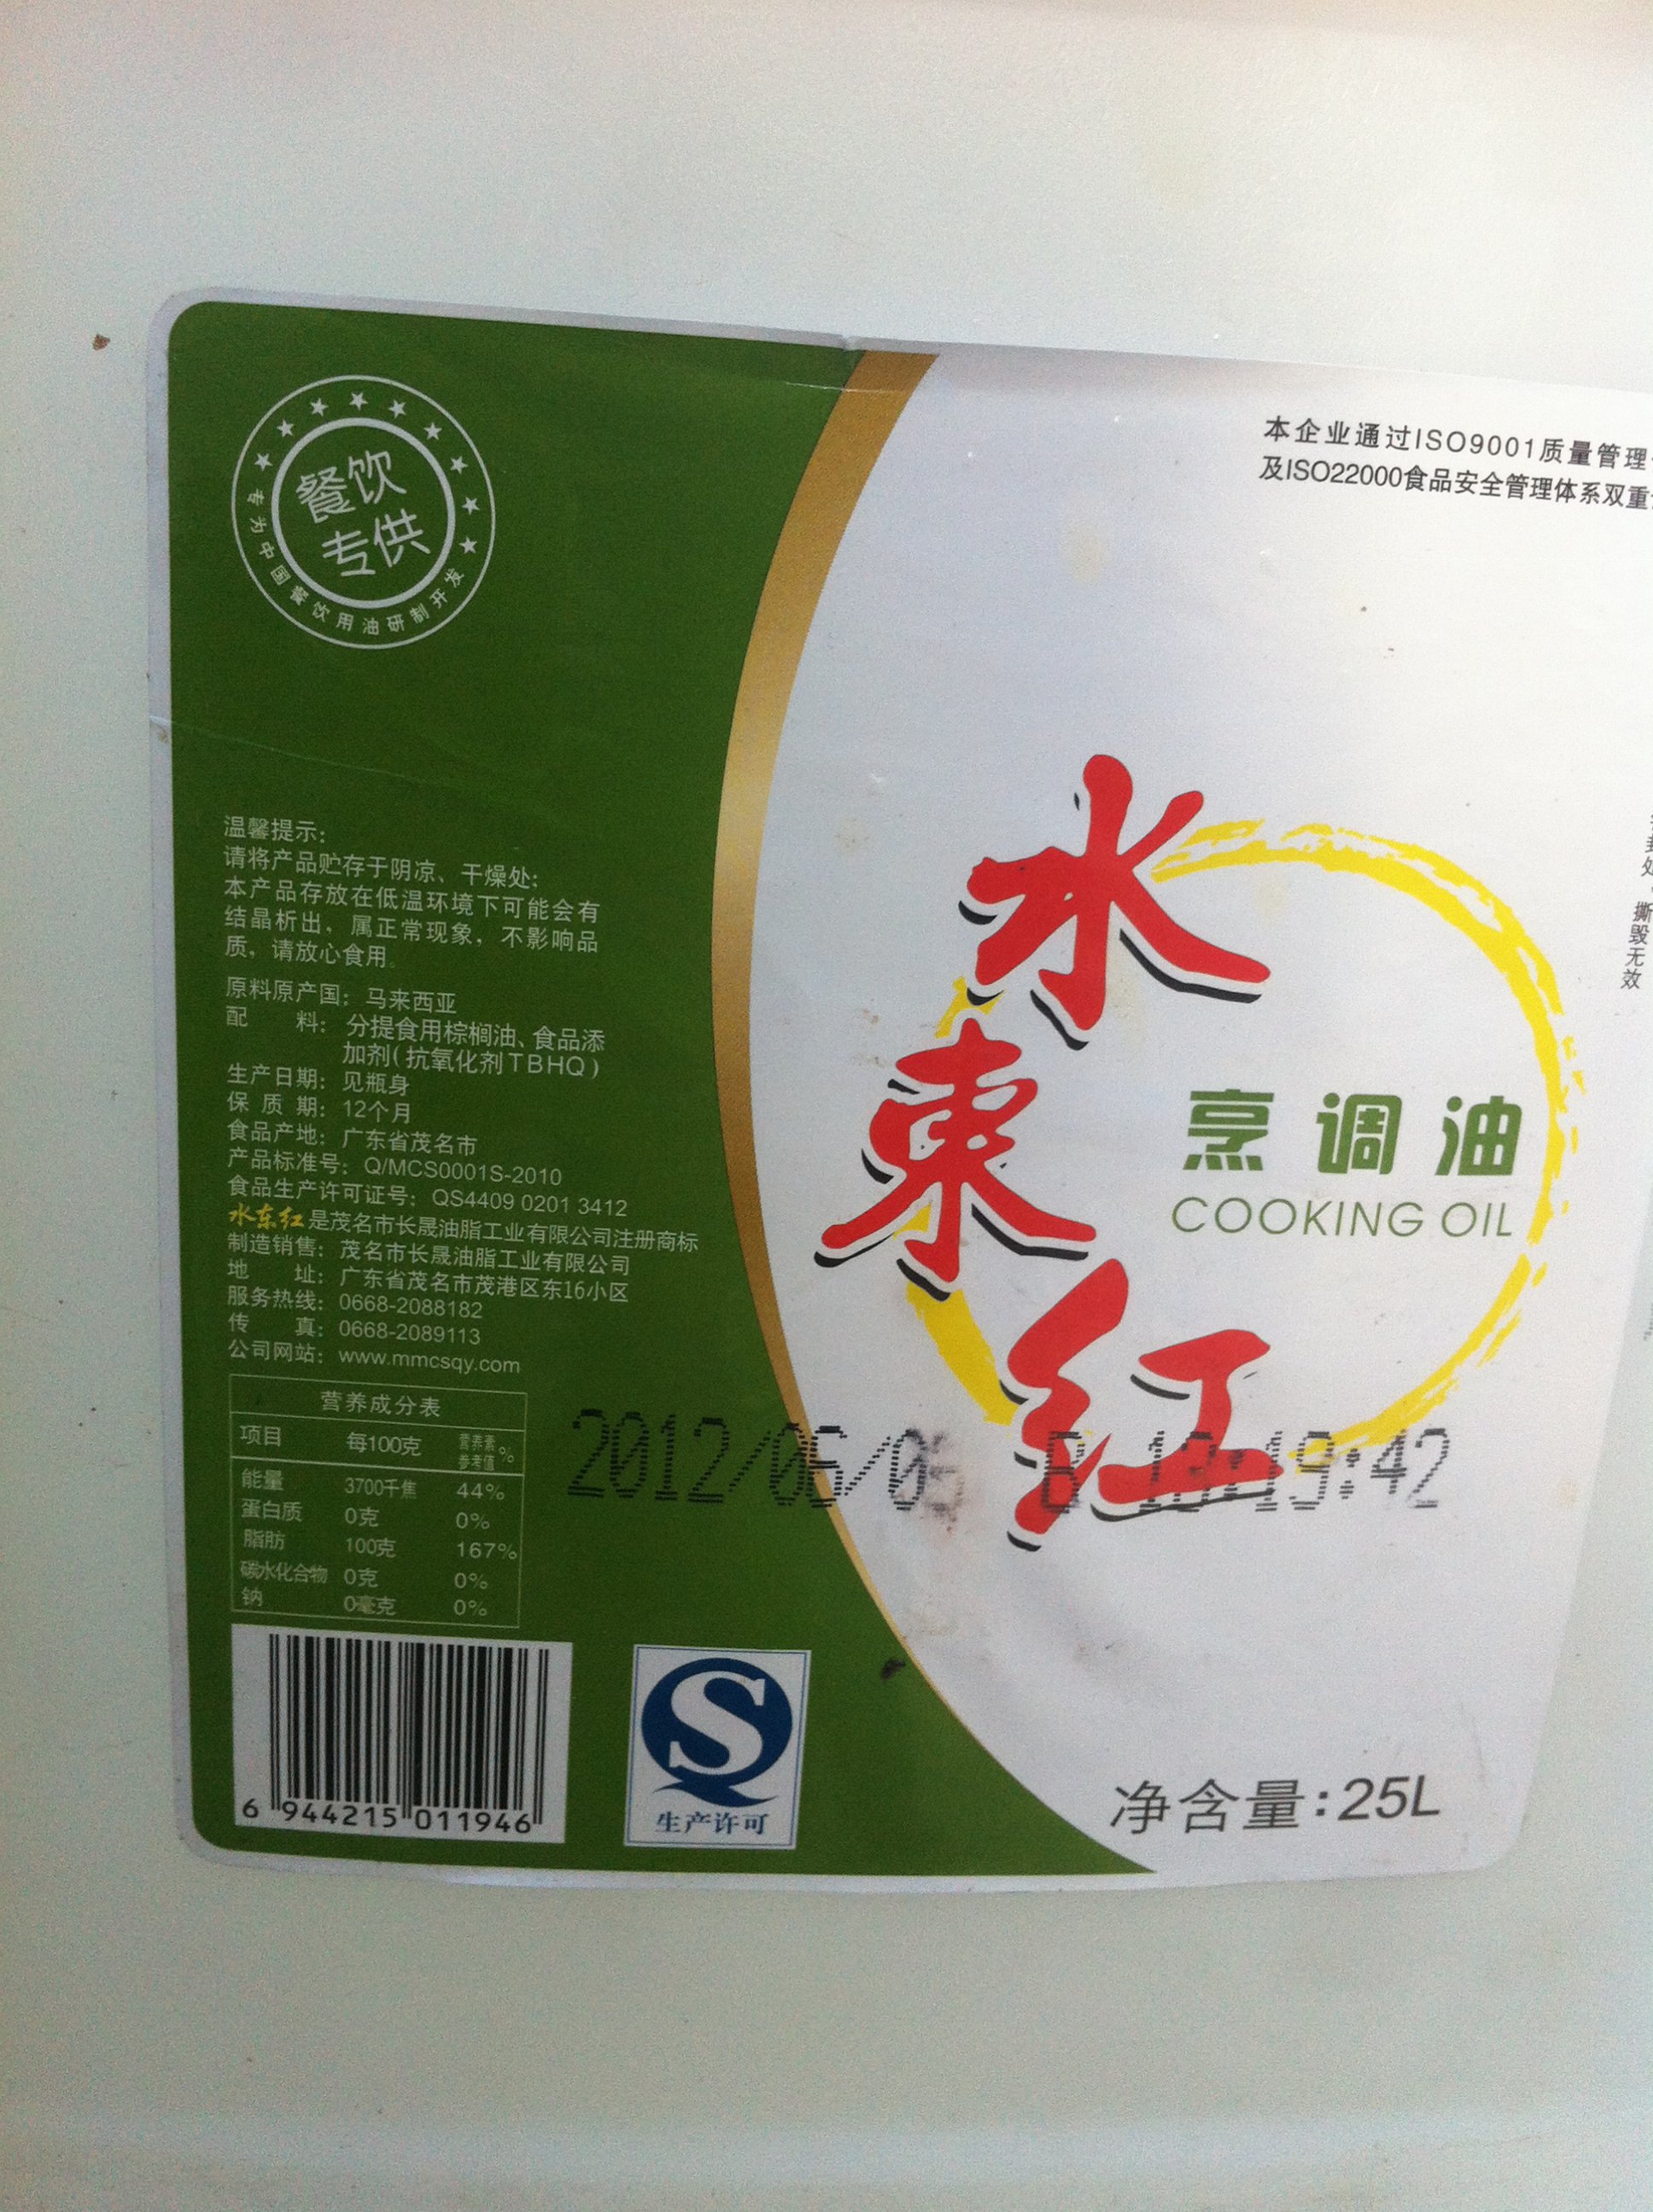 餐饮
专供
专为中国餐饮用油研制开发
本企业通过ISO9001质量管理
及ISO22000食品安全管理体系双重
撕毁无效
水东红
烹调油
COOKING OIL
温馨提示:
请将产品贮存于阴凉、干燥处;
本产品存放在低温环境下可能会有
结晶析出，属正常现象，不影响品
质，请放心食用。
原料原产国: 马来西亚
配 料: 分提食用棕榈油、食品添
加剂(抗氧化剂TBHQ)
生产日期: 见瓶身
保 质 期: 12个月
食品产地: 广东省茂名市
产品标准号: Q/MCS0001S-2010
食品生产许可证号: QS4409 0201 3412
水东红是茂名市长晟油脂工业有限公司注册商标
制造销售: 茂名市长晟油脂工业有限公司
地 址: 广东省茂名市茂港区东16小区
服务热线: 0668-2088182
传 真: 0668-2089113
公司网站: www.mmcsqy.com
营养成分表
项目 每100克 营养素参考值%
能量 3700千焦 44%
蛋白质 0克 0%
脂肪 100克 167%
碳水化合物 0克 0%
钠 0毫克 0%
2012/06/05 B :19:42
6 944215 011946
生产许可
净含量:25L